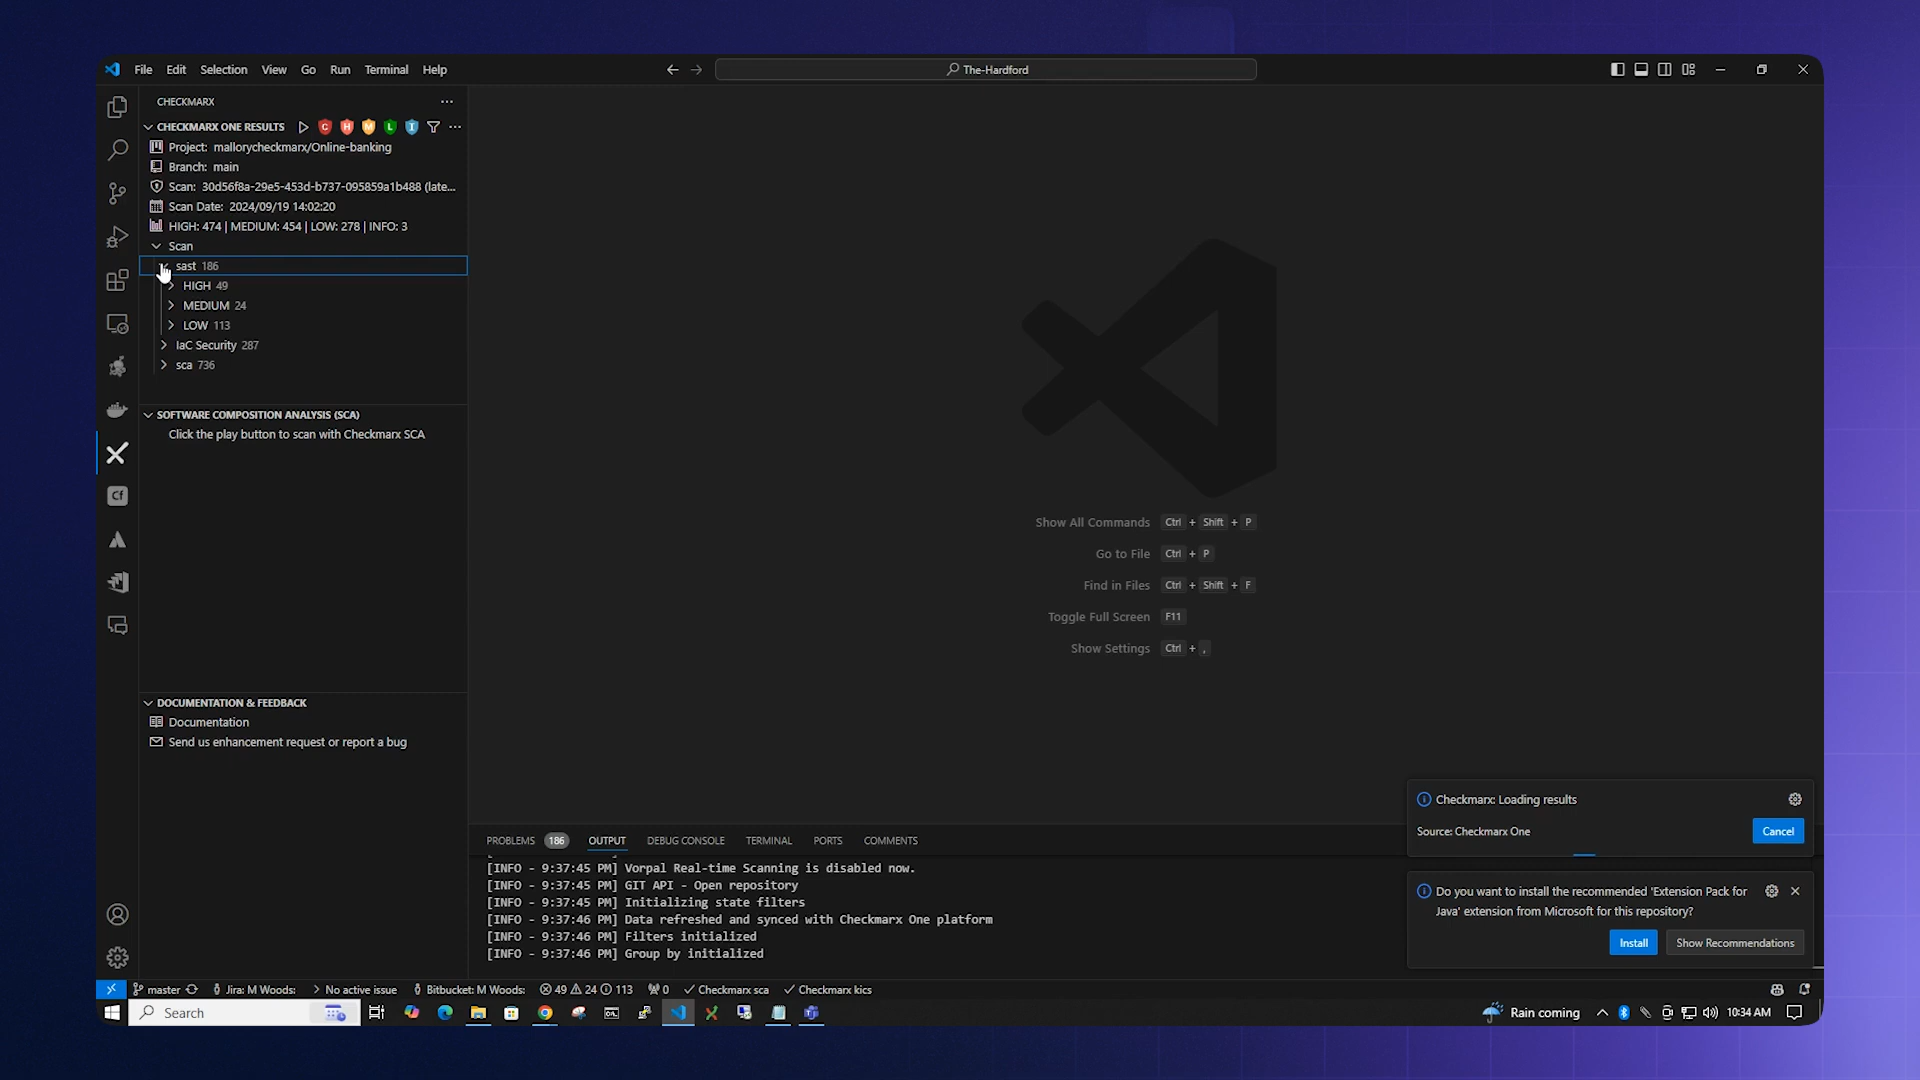 File Edit Selection View Go Run Terminal Help
The-Hardford
CHECKMARX
CHECKMARX ONE RESULTS
C H M L I
Project: mallorycheckmarx/Online-banking
Branch: main
Scan: 30d56f8a-29e5-453d-b737-095859a1b488 (late...
Scan Date: 2024/09/19 14:02:20
HIGH: 474 | MEDIUM: 454 | LOW: 278 | INFO: 3
Scan
sast 186
HIGH 49
MEDIUM 24
LOW 113
IaC Security 287
sca 736
SOFTWARE COMPOSITION ANALYSIS (SCA)
Click the play button to scan with Checkmarx SCA
Cf
DOCUMENTATION & FEEDBACK
Documentation
Send us enhancement request or report a bug
Show All Commands Ctrl + Shift + P
Go to File Ctrl + P
Find in Files Ctrl + Shift + F
Toggle Full Screen F11
Show Settings Ctrl + ,
PROBLEMS 186 OUTPUT DEBUG CONSOLE TERMINAL PORTS COMMENTS
[INFO - 9:37:45 PM] Vorpal Real-time Scanning is disabled now.
[INFO - 9:37:45 PM] GIT API - Open repository
[INFO - 9:37:45 PM] Initializing state filters
[INFO - 9:37:46 PM] Data refreshed and synced with Checkmarx One platform
[INFO - 9:37:46 PM] Filters initialized
[INFO - 9:37:46 PM] Group by initialized
Checkmarx: Loading results
Source: Checkmarx One
Cancel
Do you want to install the recommended 'Extension Pack for
Java' extension from Microsoft for this repository?
Install Show Recommendations
master Jira: M Woods: No active issue Bitbucket: M Woods: 49 24 113 0 Checkmarx sca Checkmarx kics
Search
Rain coming 10:34 AM